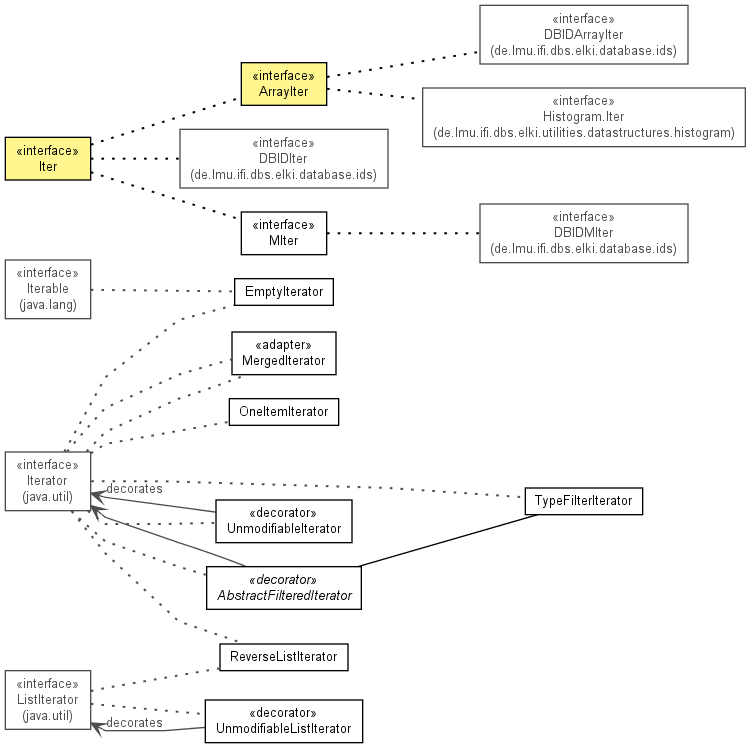 «interface»
DBIDArrayIter
(de.lmu.ifi.dbs.elki.database.ids)
«interface»
ArrayIter
«interface»
Histogram.Iter
(de.lmu.ifi.dbs.elki.utilities.datastructures.histogram)
«interface»
Iter
«interface»
DBIDIter
(de.lmu.ifi.dbs.elki.database.ids)
«interface»
MIter
«interface»
DBIDMIter
(de.lmu.ifi.dbs.elki.database.ids)
«interface»
Iterable
(java.lang)
EmptyIterator
«adapter»
MergedIterator
OneItemIterator
«interface»
Iterator
(java.util)
decorates
TypeFilterIterator
«decorator»
UnmodifiableIterator
«decorator»
AbstractFilteredIterator
ReverseListIterator
«interface»
ListIterator
(java.util)
decorates
«decorator»
UnmodifiableListIterator